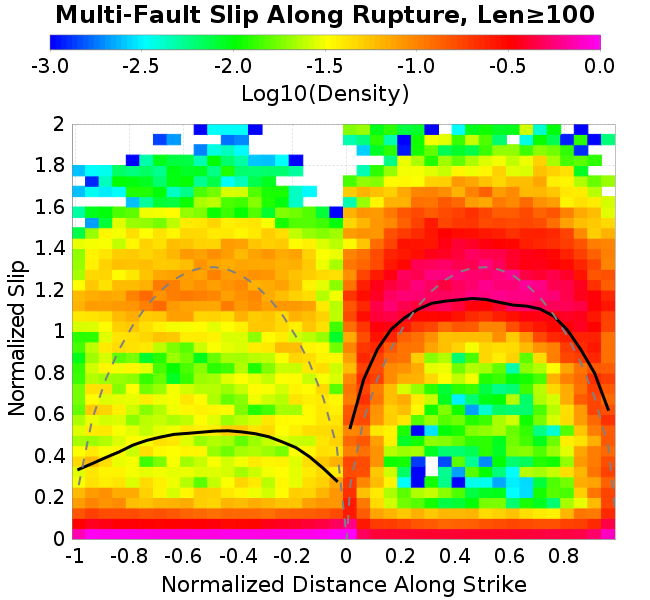 Multi-Fault Slip Along Rupture, Len≥100
-3.0 -2.5 -2.0 -1.5 -1.0 -0.5 0.0
Log10(Density)
2
1.8
1.6
1.4
1.2
1
0.8
0.6
0.4
0.2
0
Normalized Slip
-1 -0.8 -0.6 -0.4 -0.2 0 0.2 0.4 0.6 0.8
Normalized Distance Along Strike